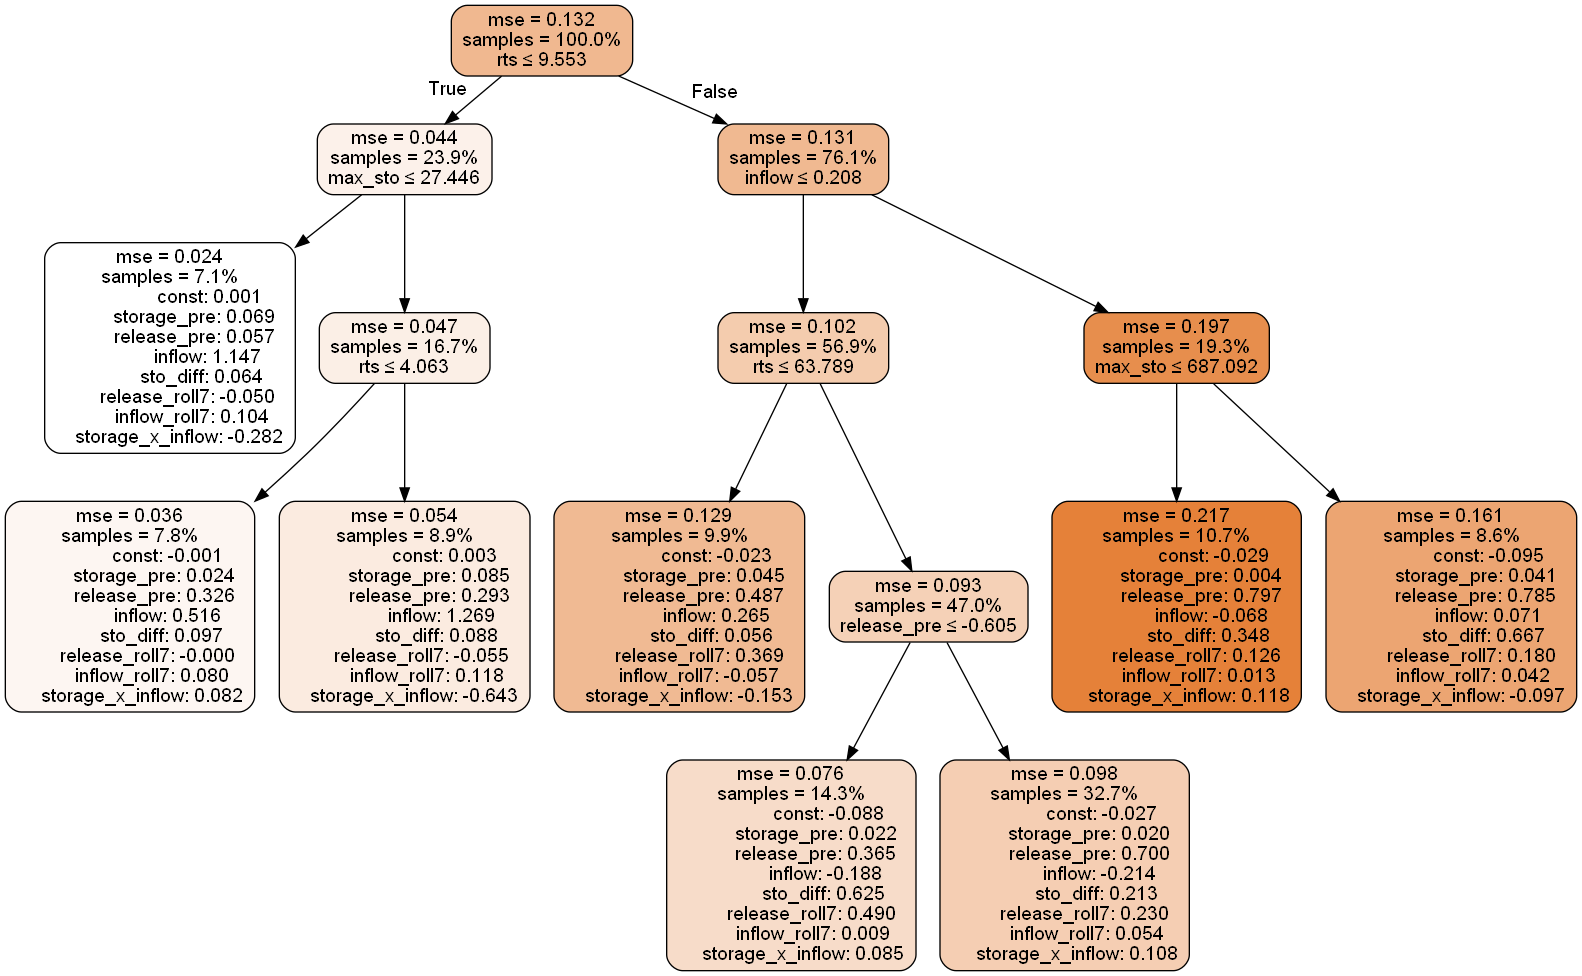 mse = 0.132
samples = 100.0%
rts ≤ 9.553
True
False
mse = 0.044
samples = 23.9%
max_sto ≤ 27.446
mse = 0.131
samples = 76.1%
inflow ≤ 0.208
mse = 0.024
samples = 7.1%
const: 0.001
storage_pre: 0.069
release_pre: 0.057
inflow: 1.147
sto_diff: 0.064
release_roll7: -0.050
inflow_roll7: 0.104
storage_x_inflow: -0.282
mse = 0.047
samples = 16.7%
rts ≤ 4.063
mse = 0.102
samples = 56.9%
rts ≤ 63.789
mse = 0.197
samples = 19.3%
max_sto ≤ 687.092
mse = 0.036
samples = 7.8%
const: -0.001
storage_pre: 0.024
release_pre: 0.326
inflow: 0.516
sto_diff: 0.097
release_roll7: -0.000
inflow_roll7: 0.080
storage_x_inflow: 0.082
mse = 0.054
samples = 8.9%
const: 0.003
storage_pre: 0.085
release_pre: 0.293
inflow: 1.269
sto_diff: 0.088
release_roll7: -0.055
inflow_roll7: 0.118
storage_x_inflow: -0.643
mse = 0.129
samples = 9.9%
const: -0.023
storage_pre: 0.045
release_pre: 0.487
inflow: 0.265
sto_diff: 0.056
release_roll7: 0.369
inflow_roll7: -0.057
storage_x_inflow: -0.153
mse = 0.093
samples = 47.0%
release_pre ≤ -0.605
mse = 0.217
samples = 10.7%
const: -0.029
storage_pre: 0.004
release_pre: 0.797
inflow: -0.068
sto_diff: 0.348
release_roll7: 0.126
inflow_roll7: 0.013
storage_x_inflow: 0.118
mse = 0.161
samples = 8.6%
const: -0.095
storage_pre: 0.041
release_pre: 0.785
inflow: 0.071
sto_diff: 0.667
release_roll7: 0.180
inflow_roll7: 0.042
storage_x_inflow: -0.097
mse = 0.076
samples = 14.3%
const: -0.088
storage_pre: 0.022
release_pre: 0.365
inflow: -0.188
sto_diff: 0.625
release_roll7: 0.490
inflow_roll7: 0.009
storage_x_inflow: 0.085
mse = 0.098
samples = 32.7%
const: -0.027
storage_pre: 0.020
release_pre: 0.700
inflow: -0.214
sto_diff: 0.213
release_roll7: 0.230
inflow_roll7: 0.054
storage_x_inflow: 0.108